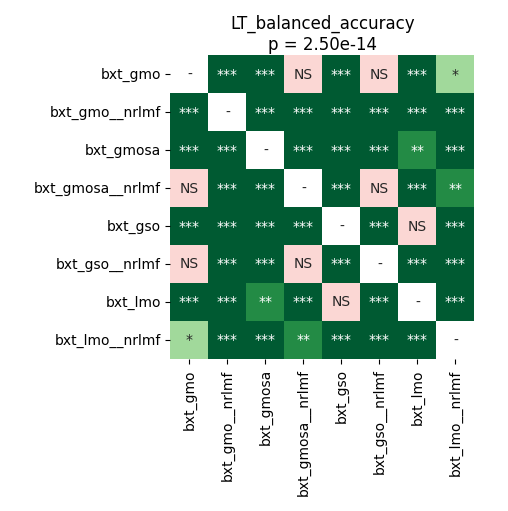 LT_balanced_accuracy
p = 2.50e-14
bxt_gmo - *** *** NS *** NS *** *
bxt_gmo__nrlmf *** - *** *** *** *** *** ***
bxt_gmosa *** *** - *** *** *** ** ***
bxt_gmosa__nrlmf NS *** *** - *** NS *** **
bxt_gso *** *** *** *** - *** NS ***
bxt_gso__nrlmf NS *** *** NS *** - *** ***
bxt_lmo *** *** ** *** NS *** - ***
bxt_lmo__nrlmf * *** *** ** *** *** *** -
bxt_gmo
bxt_gmo__nrlmf
bxt_gmosa
bxt_gmosa__nrlmf
bxt_gso
bxt_gso__nrlmf
bxt_lmo
bxt_lmo__nrlmf